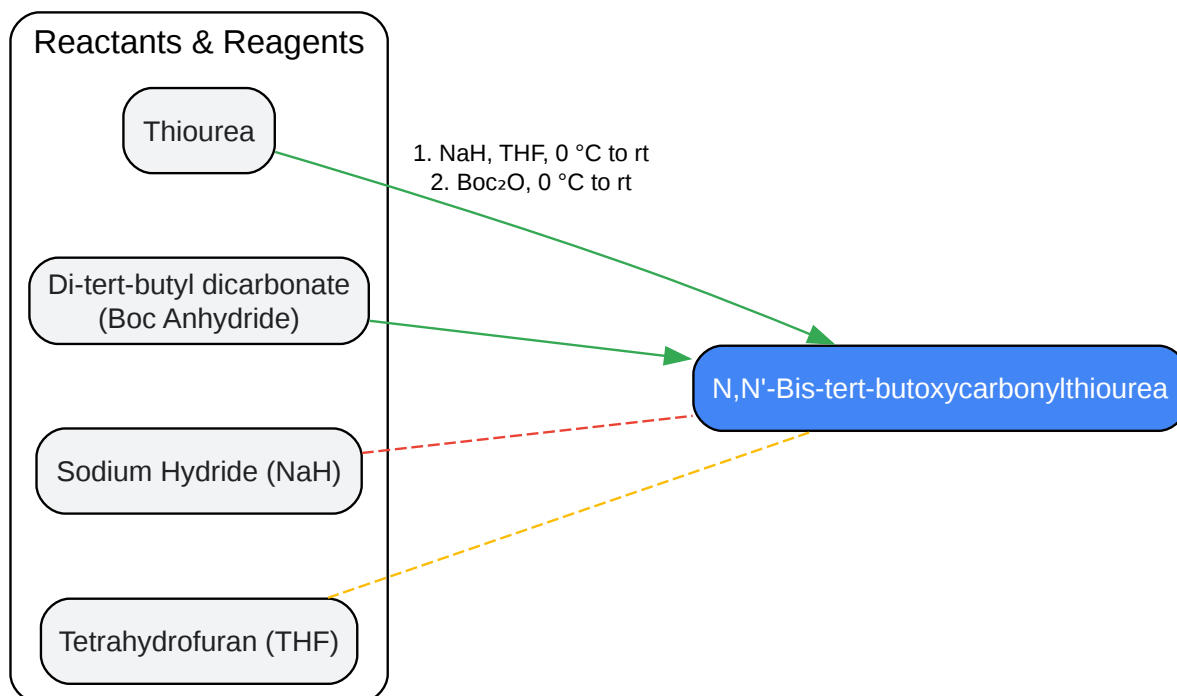 Reactants & Reagents
Thiourea
1. NaH, THF, 0 °C to rt
2. Boc₂O, 0 °C to rt
Di-tert-butyl dicarbonate
(Boc Anhydride)
N,N'-Bis-tert-butoxycarbonylthiourea
Sodium Hydride (NaH)
Tetrahydrofuran (THF)